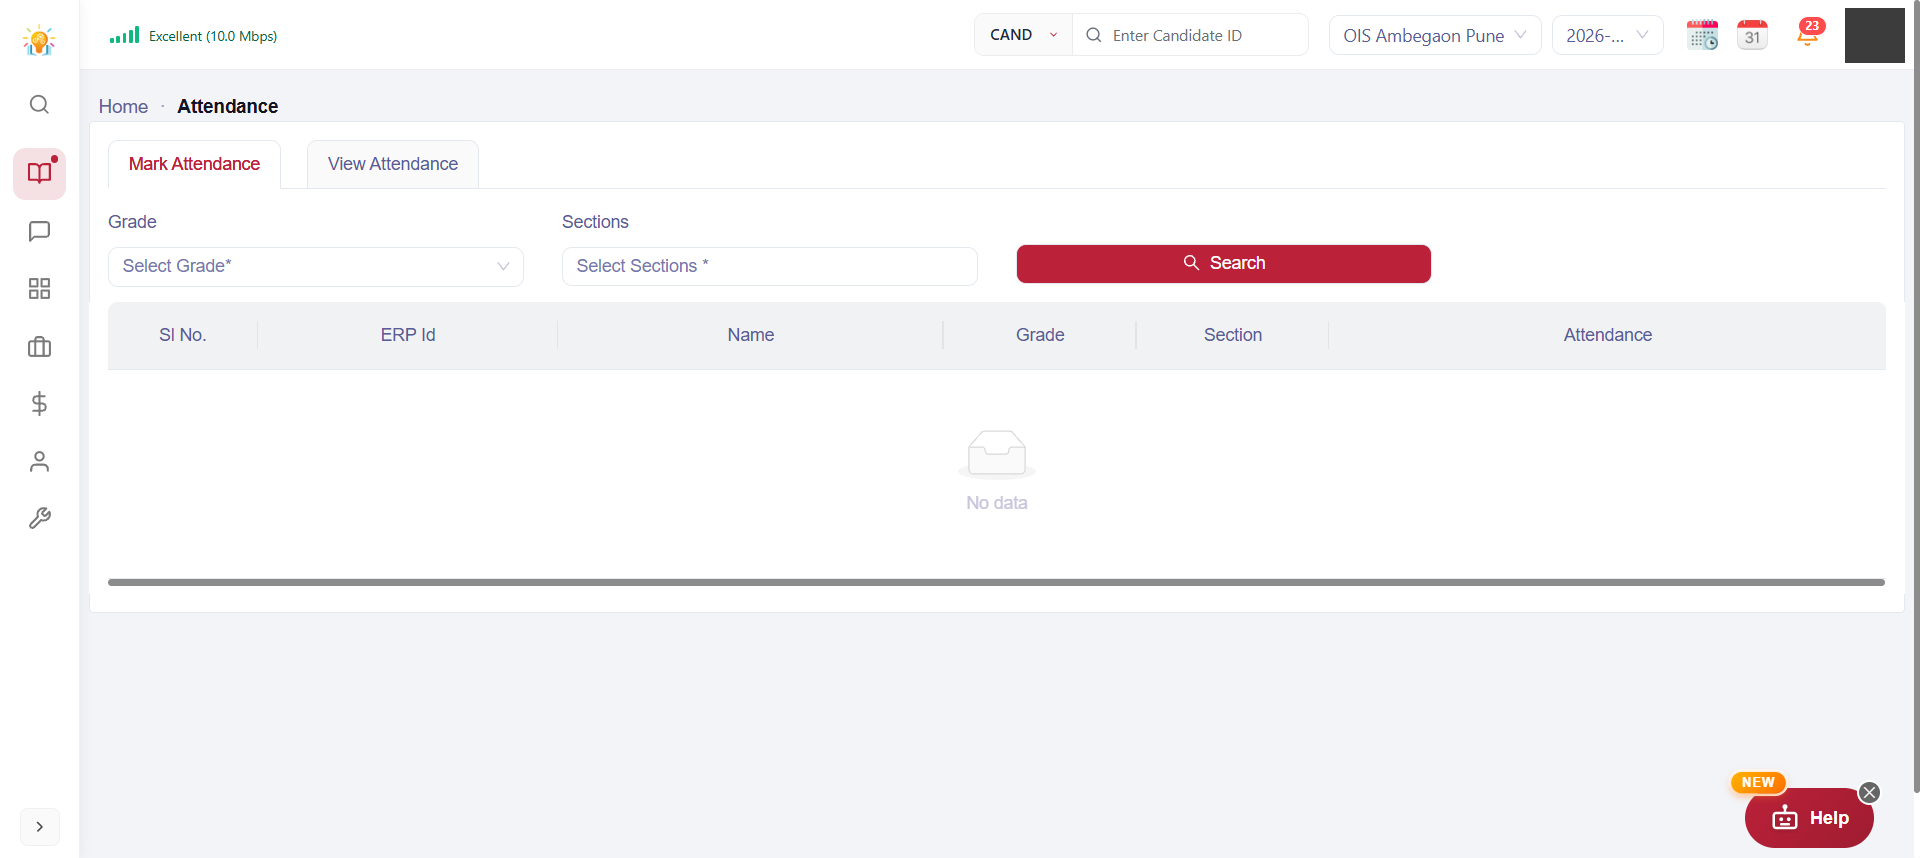 Excellent (10.0 Mbps)
CAND
Enter Candidate ID
OIS Ambegaon Pune
2026-...
31
23
Home · Attendance
Mark Attendance
View Attendance
Grade
Sections
Select Grade*
Select Sections *
Search
Sl No.
ERP Id
Name
Grade
Section
Attendance
No data
NEW
Help